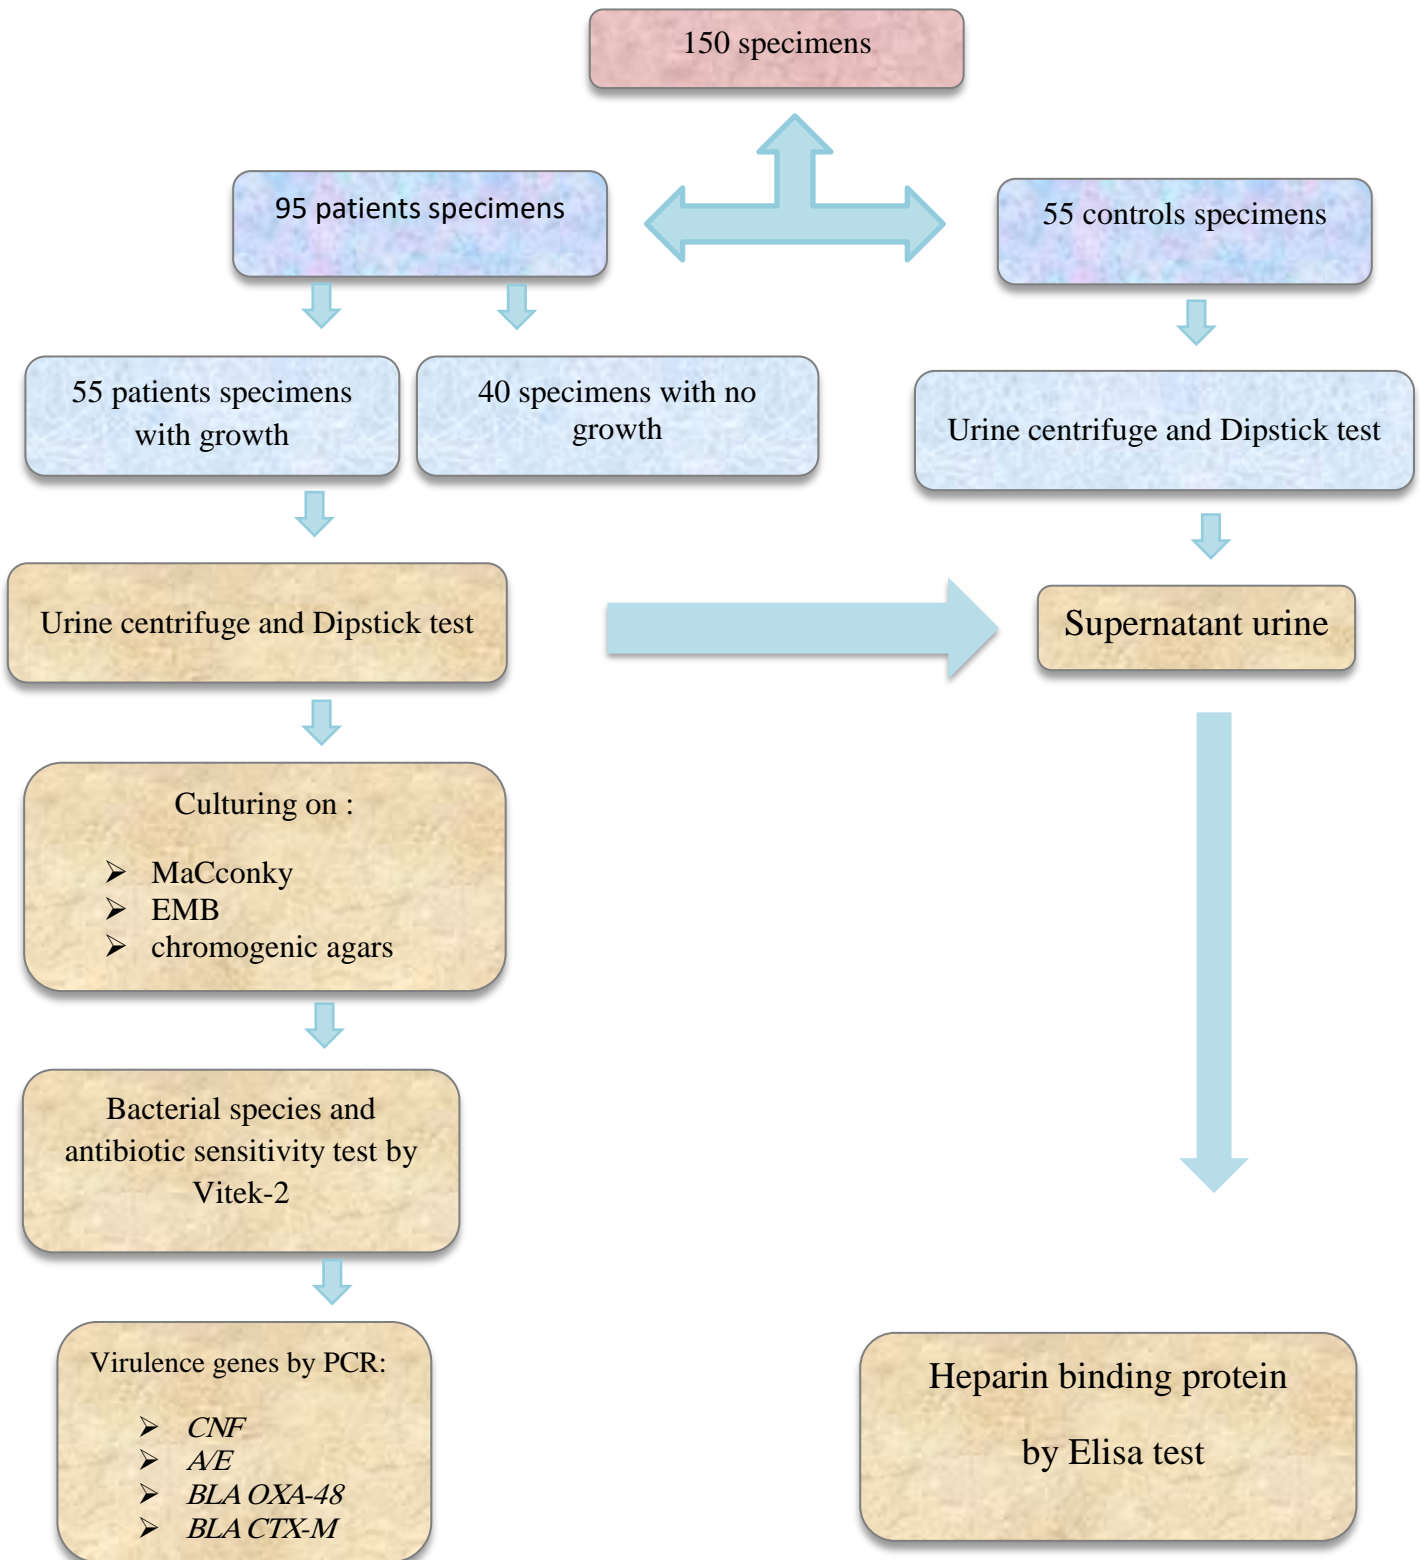 150 specimens
95 patients specimens
55 controls specimens
55 patients specimens
with growth
40 specimens with no
growth
Urine centrifuge and Dipstick test
Urine centrifuge and Dipstick test
Supernatant urine
Culturing on :
➢ MaCconky
➢ EMB
➢ chromogenic agars
Bacterial species and
antibiotic sensitivity test by
Vitek-2
Virulence genes by PCR:
➢ CNF
➢ A/E
➢ BLA OXA-48
➢ BLA CTX-M
Heparin binding protein
by Elisa test